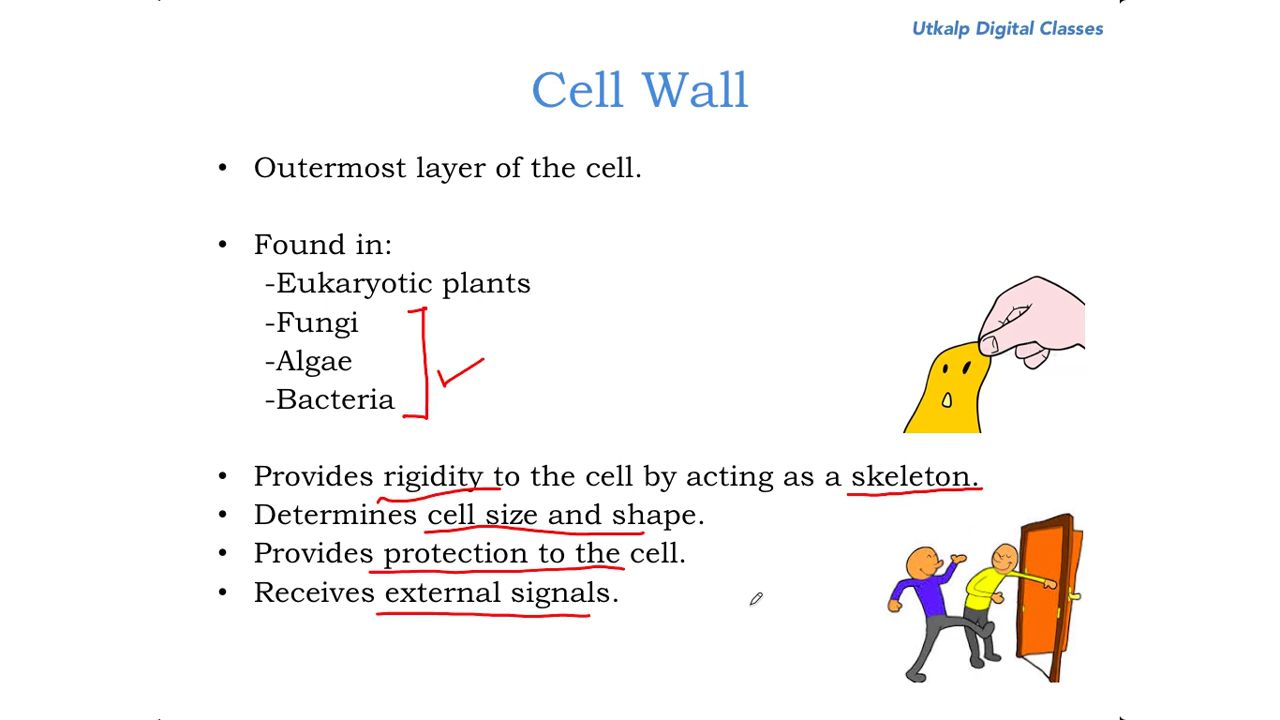 Utkalp Digital Classes
Cell Wall
• Outermost layer of the cell.
• Found in:
-Eukaryotic plants
-Fungi
-Algae
-Bacteria
• Provides rigidity to the cell by acting as a skeleton.
• Determines cell size and shape.
• Provides protection to the cell.
• Receives external signals.